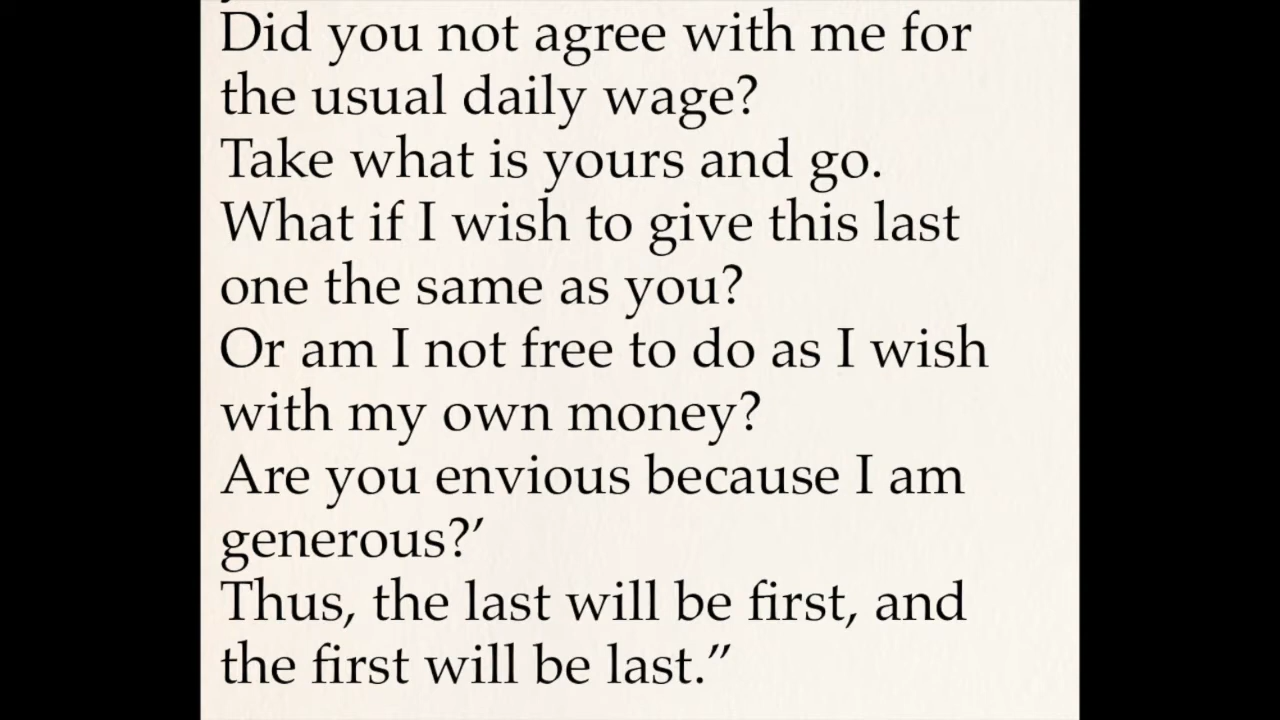 Did you not agree with me for
the usual daily wage?
Take what is yours and go.
What if I wish to give this last
one the same as you?
Or am I not free to do as I wish
with my own money?
Are you envious because I am
generous?’
Thus, the last will be first, and
the first will be last.”